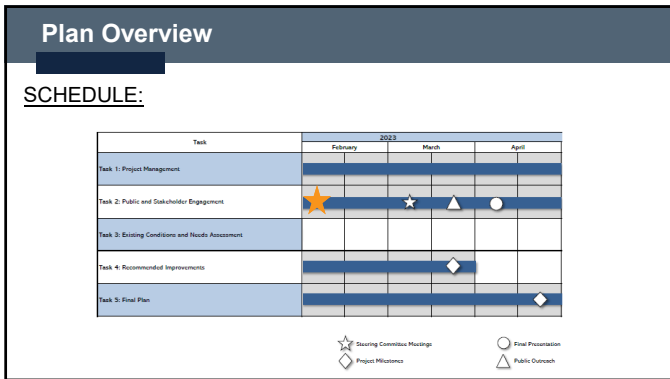 Plan Overview
SCHEDULE:
Task
2023
February March April
Task 1: Project Management
Task 2: Public and Stakeholder Engagement
Task 3: Existing Conditions and Needs Assessment
Task 4: Recommended Improvements
Task 5: Final Plan
Steering Committee Meetings
Final Presentation
Project Milestones
Public Outreach